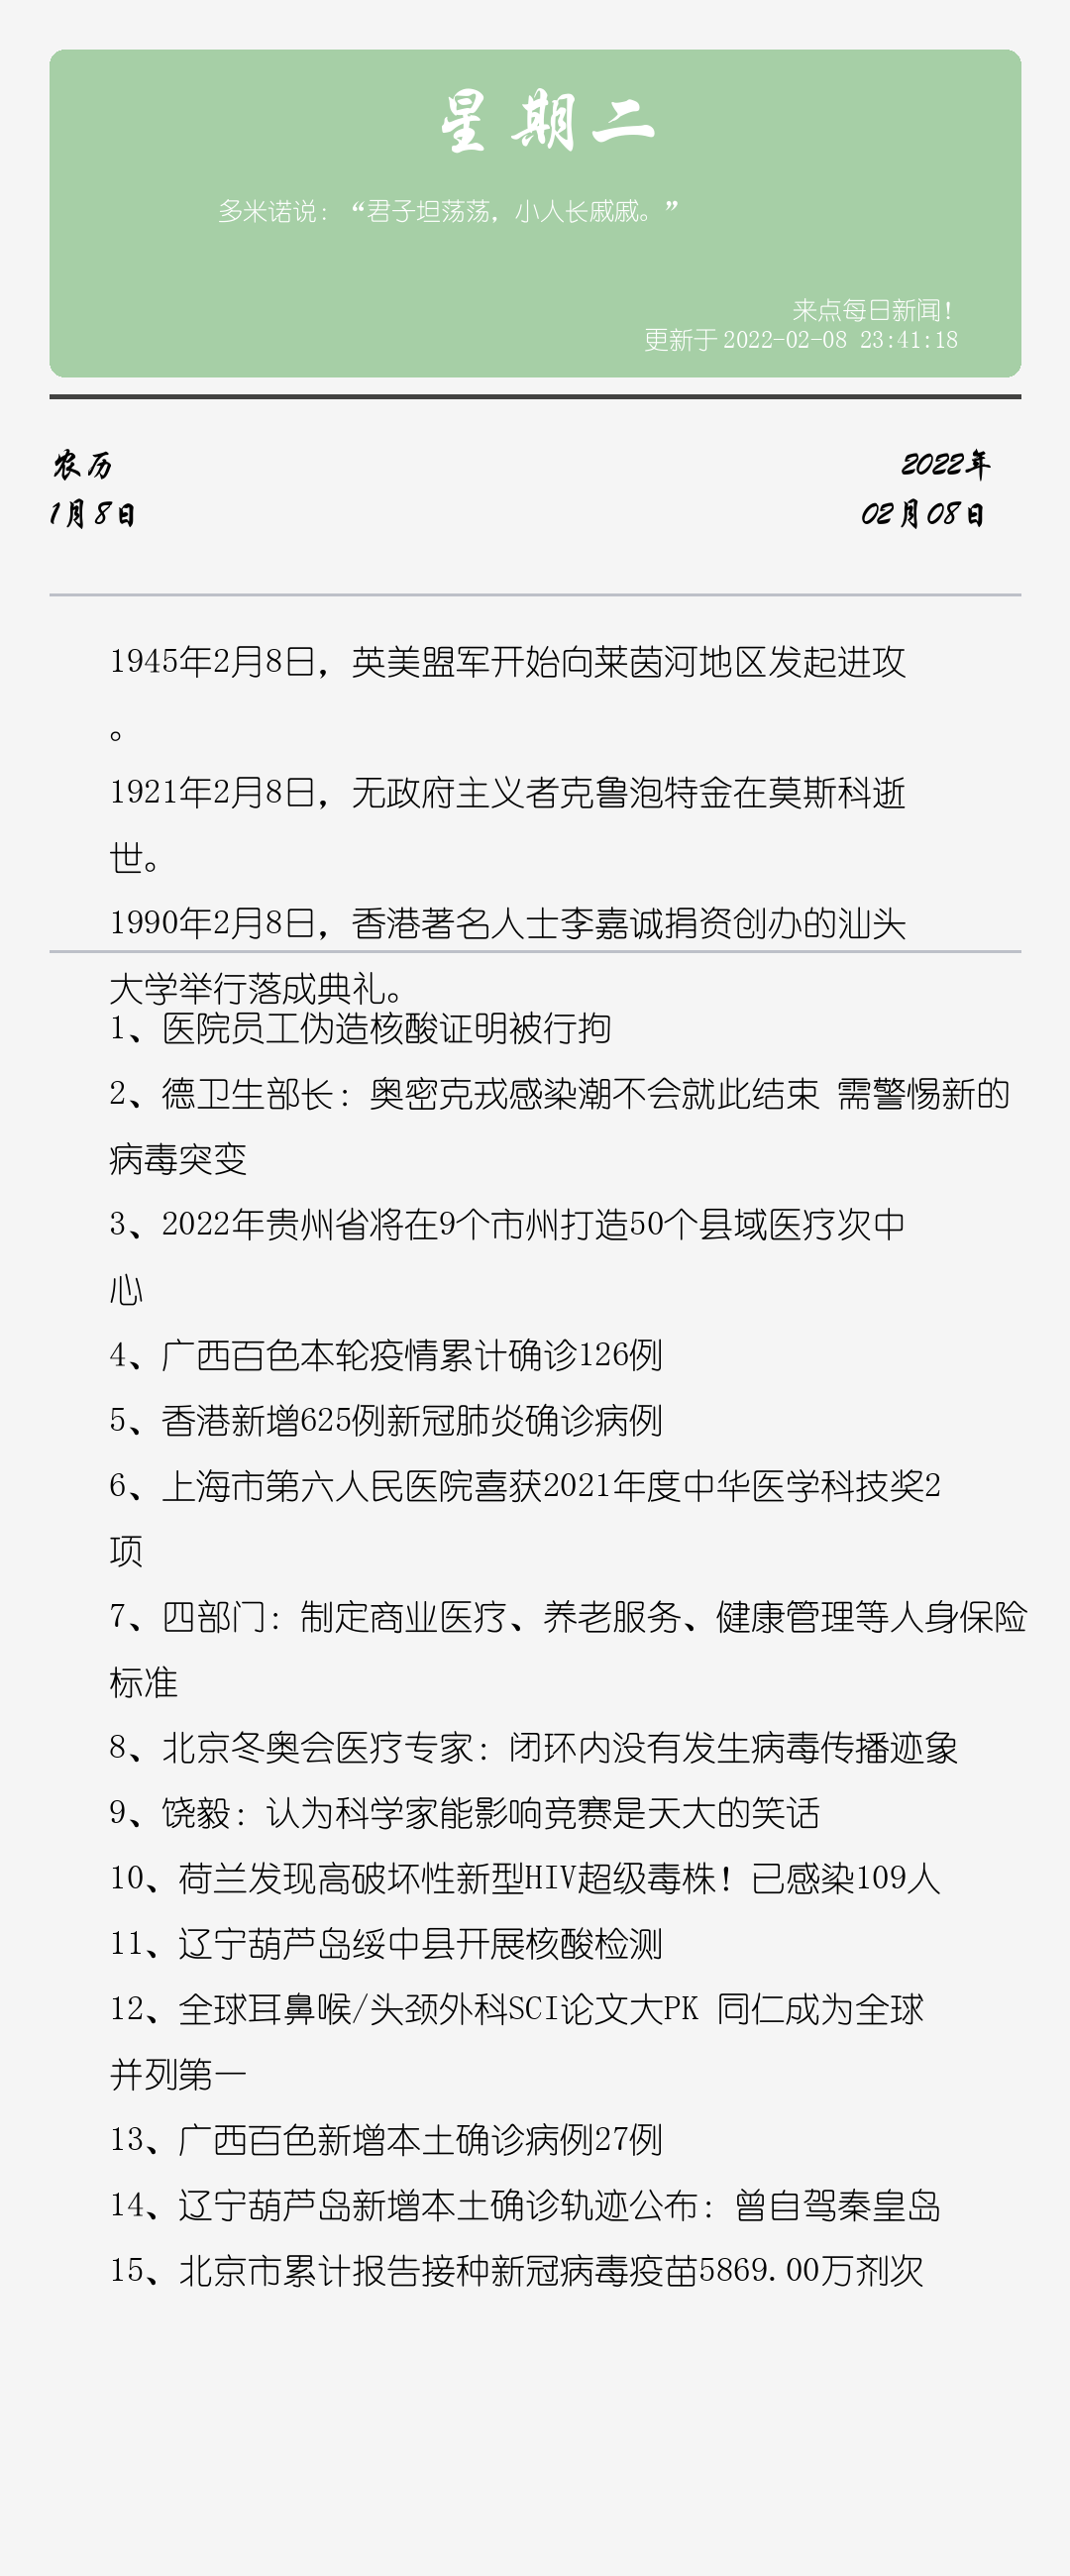 星期二
多米诺说：“君子坦荡荡，小人长戚戚。”
来点每日新闻！
更新于2022-02-08 23:41:18
农历
1月8日
2022年
02月08日
1945年2月8日，英美盟军开始向莱茵河地区发起进攻
。
1921年2月8日，无政府主义者克鲁泡特金在莫斯科逝
世。
1990年2月8日，香港著名人士李嘉诚捐资创办的汕头
大学举行落成典礼。
1、医院员工伪造核酸证明被行拘
2、德卫生部长：奥密克戎感染潮不会就此结束 需警惕新的
病毒突变
3、2022年贵州省将在9个市州打造50个县域医疗次中
心
4、广西百色本轮疫情累计确诊126例
5、香港新增625例新冠肺炎确诊病例
6、上海市第六人民医院喜获2021年度中华医学科技奖2
项
7、四部门：制定商业医疗、养老服务、健康管理等人身保险
标准
8、北京冬奥会医疗专家：闭环内没有发生病毒传播迹象
9、饶毅：认为科学家能影响竞赛是天大的笑话
10、荷兰发现高破坏性新型HIV超级毒株！已感染109人
11、辽宁葫芦岛绥中县开展核酸检测
12、全球耳鼻喉/头颈外科SCI论文大PK 同仁成为全球
并列第一
13、广西百色新增本土确诊病例27例
14、辽宁葫芦岛新增本土确诊轨迹公布：曾自驾秦皇岛
15、北京市累计报告接种新冠病毒疫苗5869.00万剂次